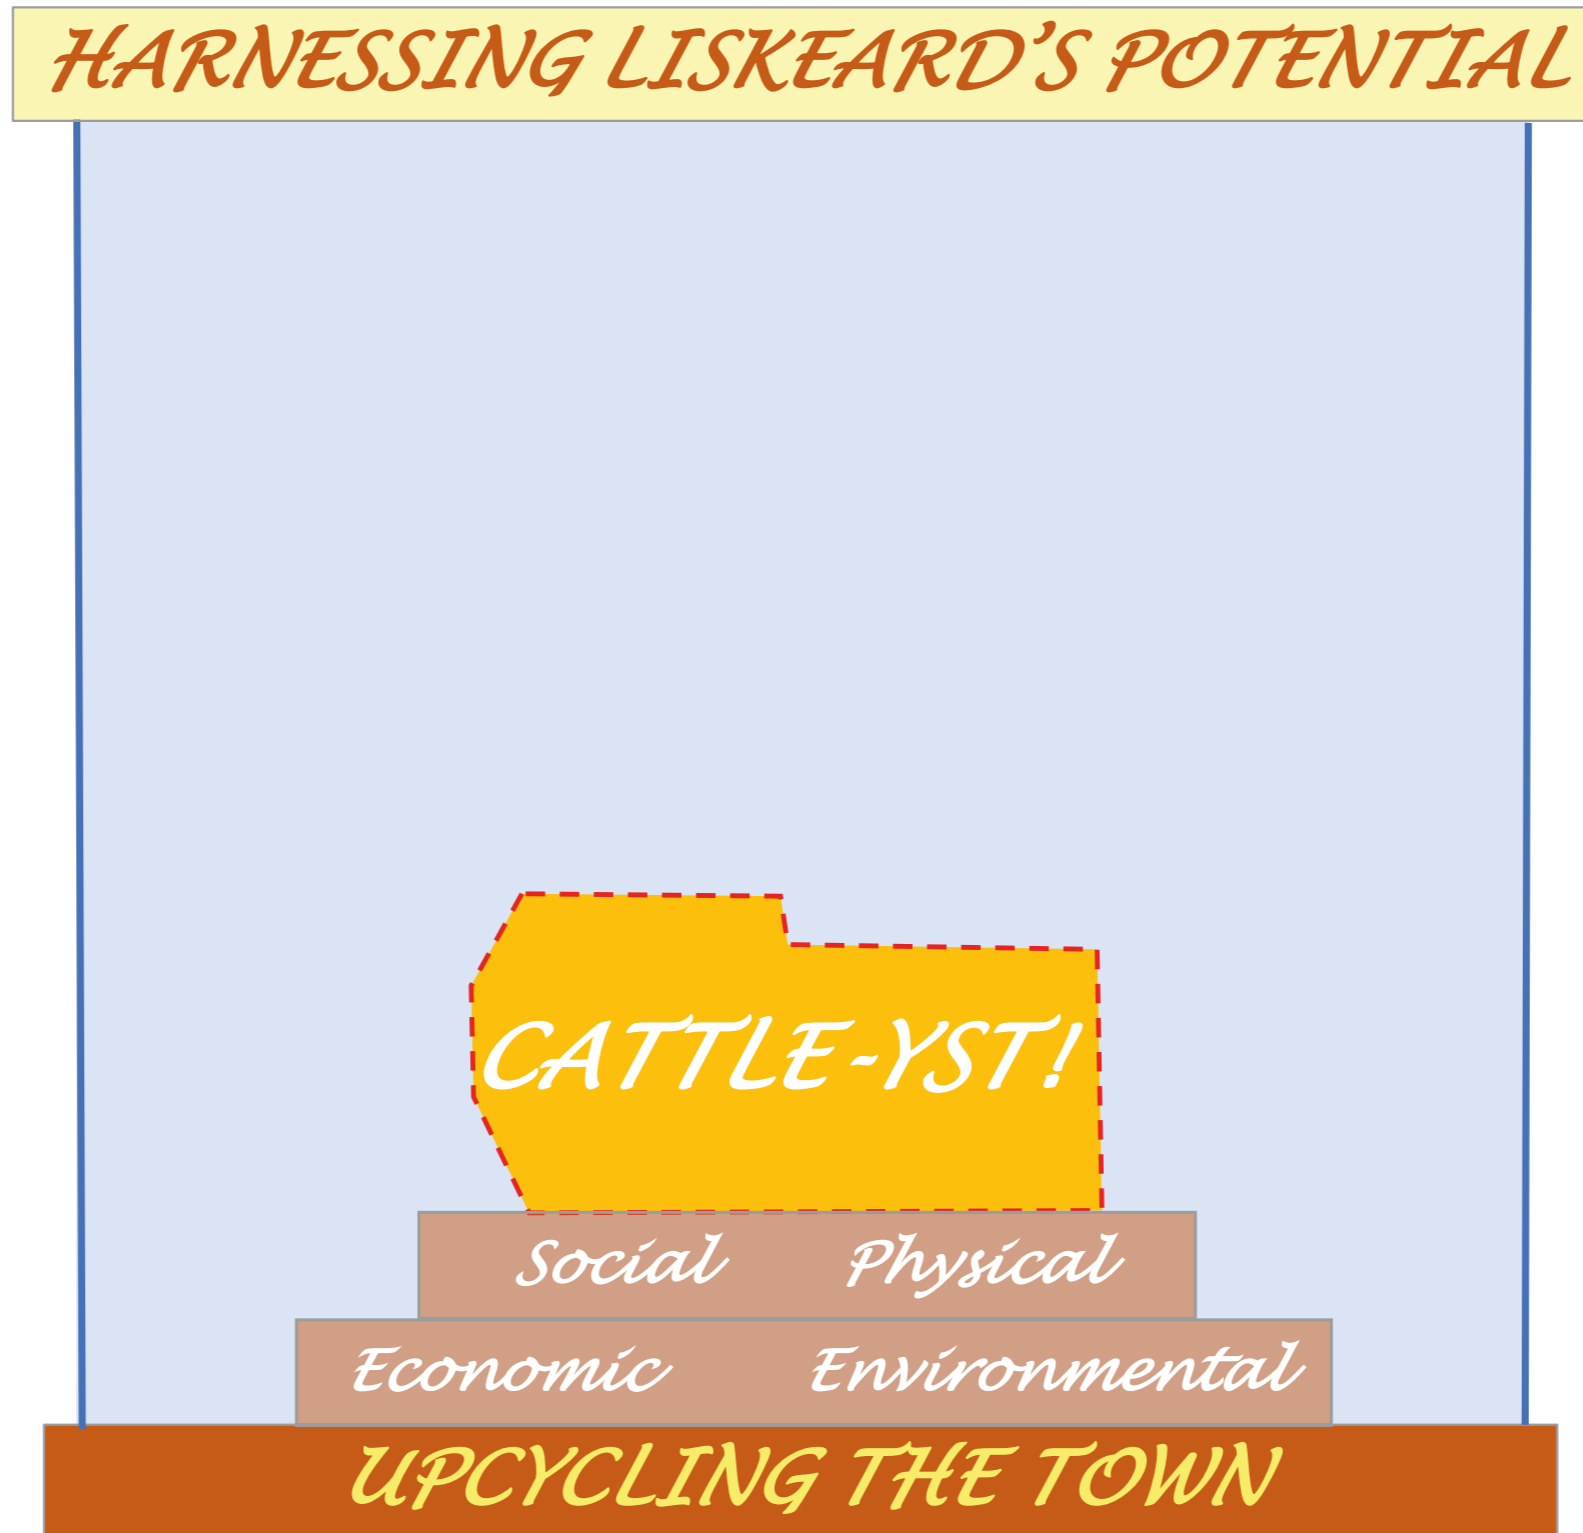 HARNESSING LISKEARD’S POTENTIAL
CATTLE-YST!
Social Physical
Economic Environmental
UPCYCLING THE TOWN